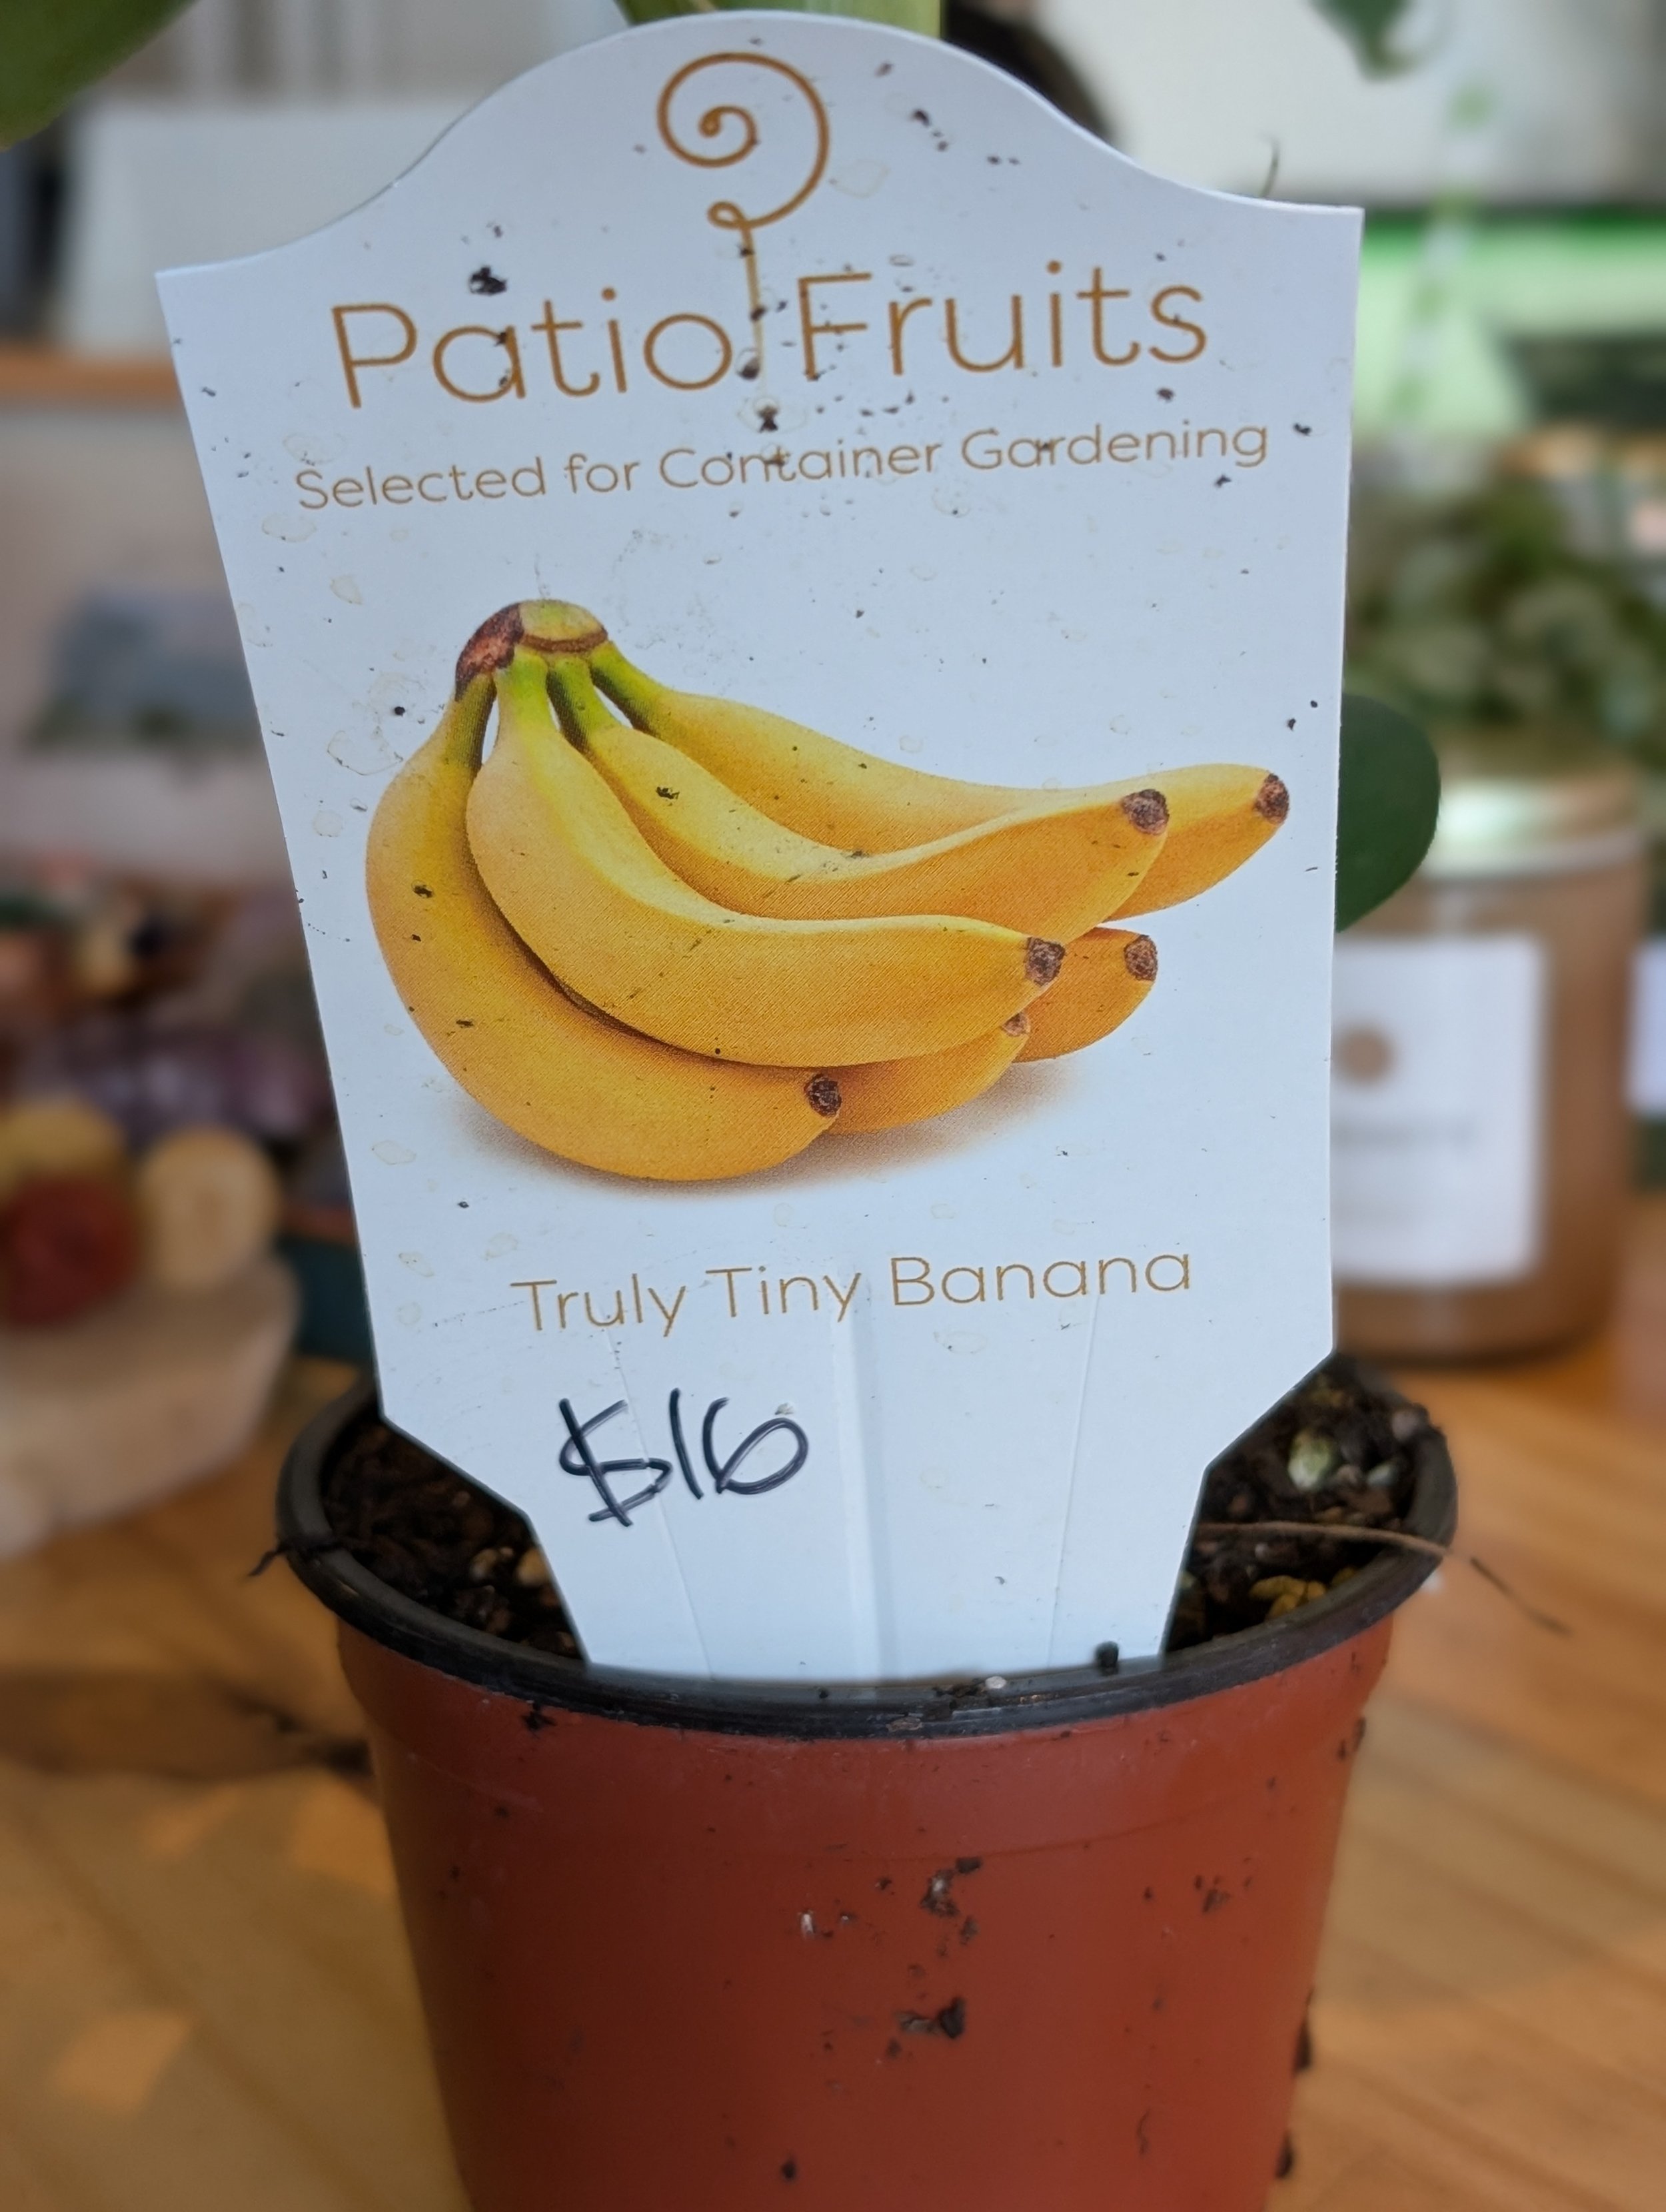 Patio Fruits
Selected for Container Gardening
Truly Tiny Banana
$16